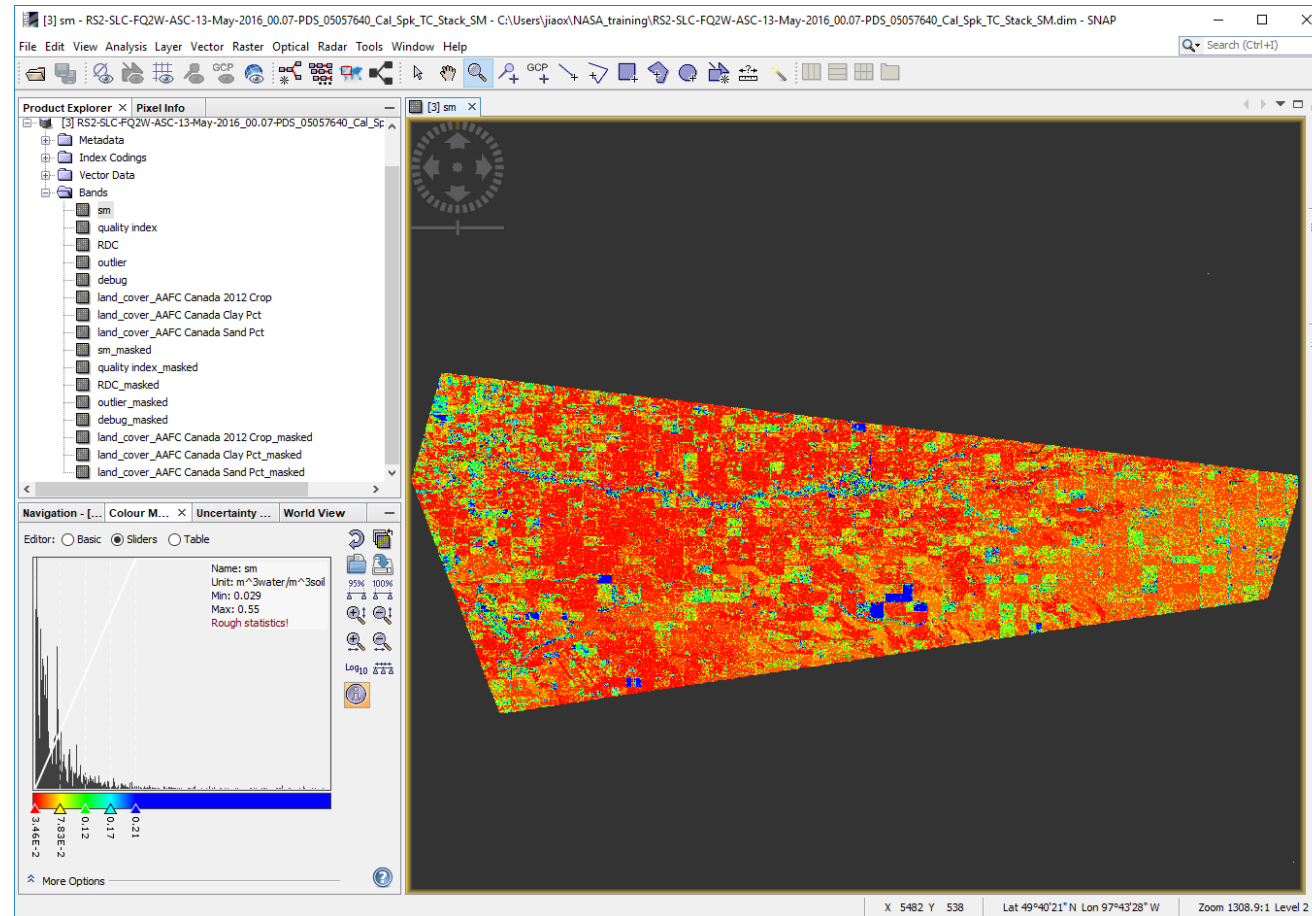 [3] sm - RS2-SLC-FQ2W-ASC-13-May-2016_00.07-PDS_05057640_Cal_Spk_TC_Stack_SM - C:\Users\jiaox\NASA_training\RS2-SLC-FQ2W-ASC-13-May-2016_00.07-PDS_05057640_Cal_Spk_TC_Stack_SM.dim - SNAP
File Edit View Analysis Layer Vector Raster Optical Radar Tools Window Help
Search (Ctrl+I)
GCP GCP
Product Explorer Pixel Info
[3] sm
[3] RS2-SLC-FQ2W-ASC-13-May-2016_00.07-PDS_05057640_Cal_Sp
Metadata
Index Codings
Vector Data
Bands
sm
quality index
RDC
outlier
debug
land_cover_AAFC Canada 2012 Crop
land_cover_AAFC Canada Clay Pct
land_cover_AAFC Canada Sand Pct
sm_masked
quality index_masked
RDC_masked
outlier_masked
debug_masked
land_cover_AAFC Canada 2012 Crop_masked
land_cover_AAFC Canada Clay Pct_masked
land_cover_AAFC Canada Sand Pct_masked
Navigation - [... Colour M... Uncertainty ... World View
Editor: Basic Sliders Table
Name: sm
Unit: m^3water/m^3soil
Min: 0.029
Max: 0.55
Rough statistics!
95% 100%
Log10
3.46E-2
7.83E-2
0.12
0.17
0.21
More Options
X 5482 Y 538 Lat 49°40'21" N Lon 97°43'28" W Zoom 1308.9:1 Level 2